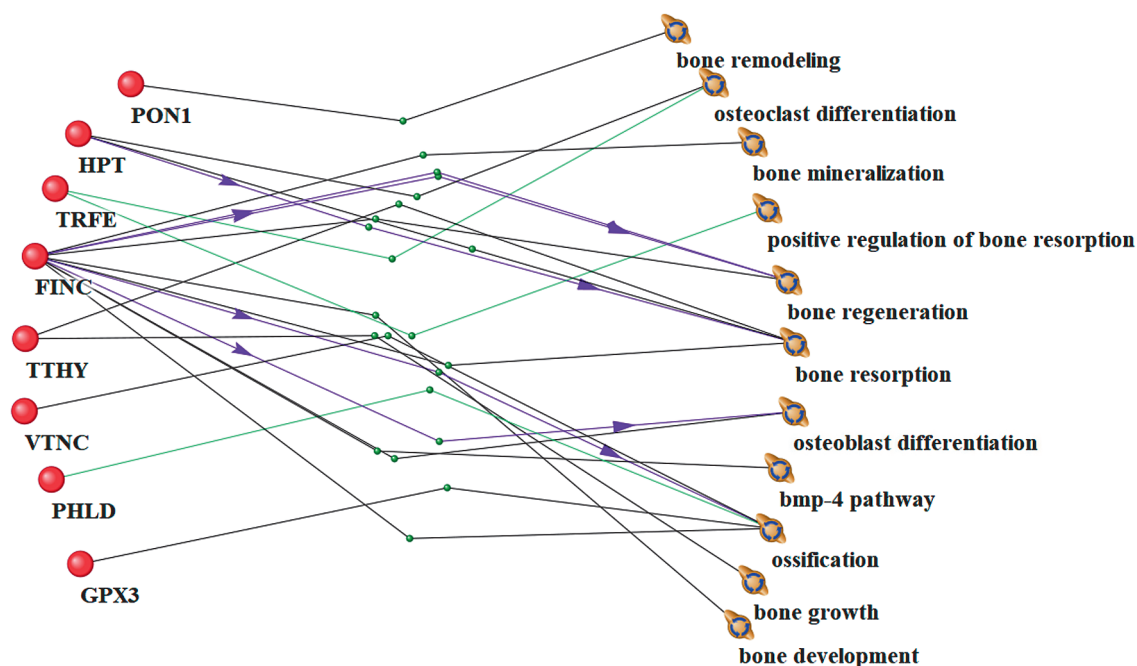 PON1
HPT
TRFE
FINC
TTHY
VTNC
PHLD
GPX3
bone remodeling
osteoclast differentiation
bone mineralization
positive regulation of bone resorption
bone regeneration
bone resorption
osteoblast differentiation
bmp-4 pathway
ossification
bone growth
bone development